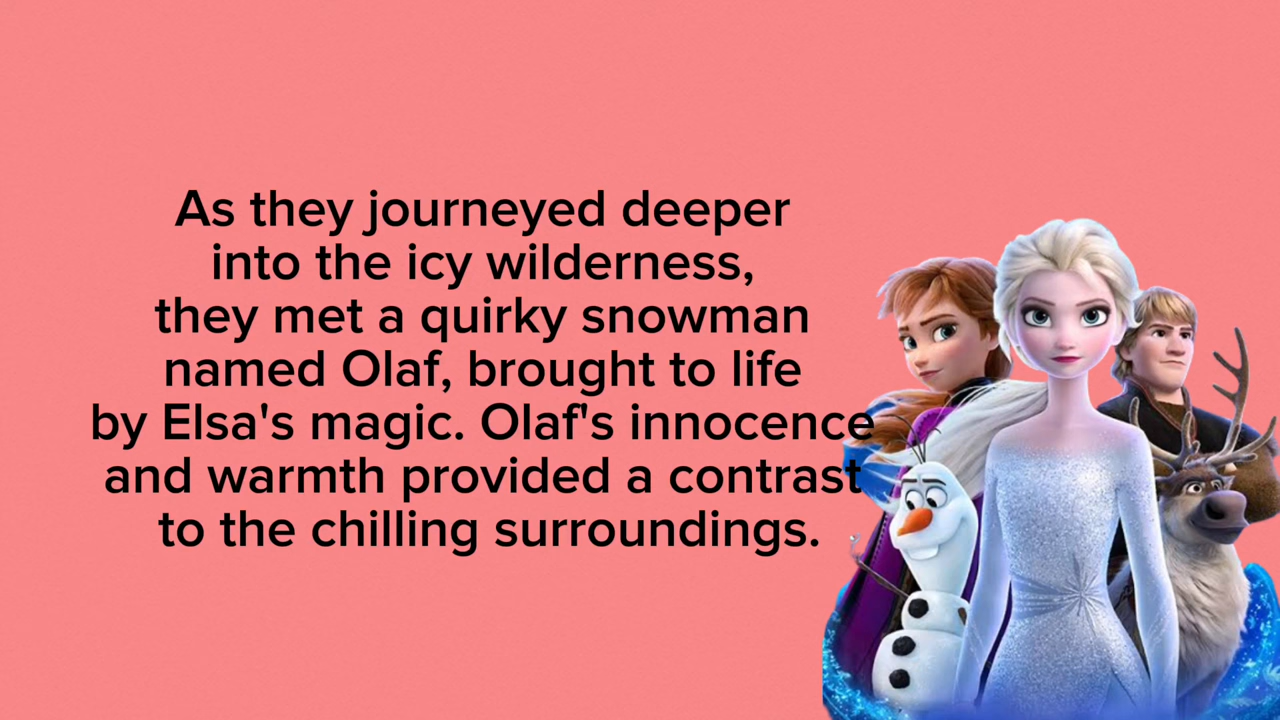 As they journeyed deeper
into the icy wilderness,
they met a quirky snowman
named Olaf, brought to life
by Elsa's magic. Olaf's innocence
and warmth provided a contrast
to the chilling surroundings.